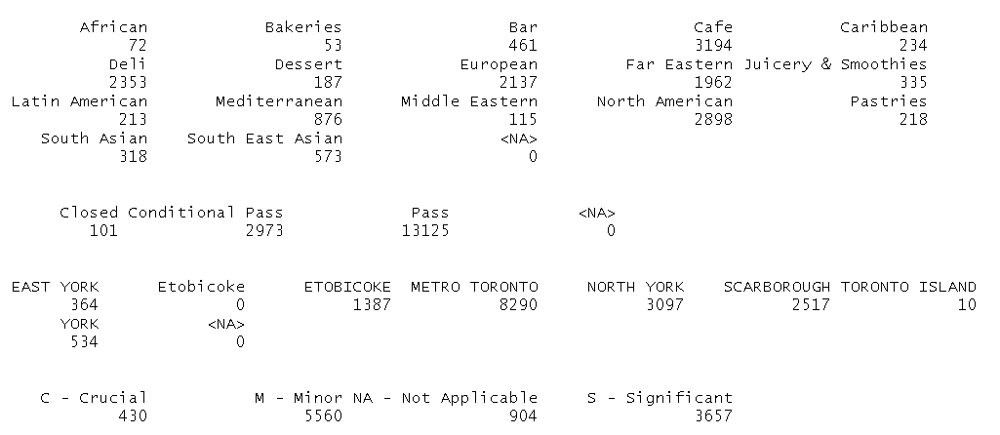 African Bakeries Bar Cafe Caribbean
72 53 461 3194 234
Deli Dessert European Far Eastern Juicery & Smoothies
2353 187 2137 1962 335
Latin American Mediterranean Middle Eastern North American Pastries
213 876 115 2898 218
South Asian South East Asian <NA>
318 573 0
Closed Conditional Pass Pass <NA>
101 2973 13125 0
EAST YORK Etobicoke ETOBICOKE METRO TORONTO NORTH YORK SCARBOROUGH TORONTO ISLAND
364 0 1387 8290 3097 2517 10
YORK <NA>
534 0
C - Crucial M - Minor NA - Not Applicable S - Significant
430 5560 904 3657